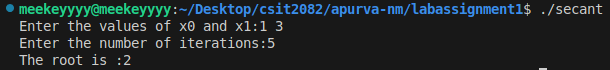 meekeyyyy@meekeyyyy:~/Desktop/csit2082/apurva-nm/labassignment1$ ./secant
Enter the values of x0 and x1:1 3
Enter the number of iterations:5
The root is :2